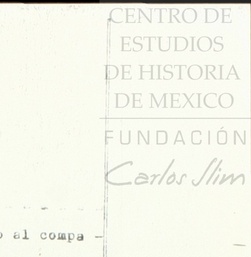 CENTRO DE
ESTUDIOS
DE HISTORIA
DE MEXICO
FUNDACIÓN
Carlos Slim
al compa -